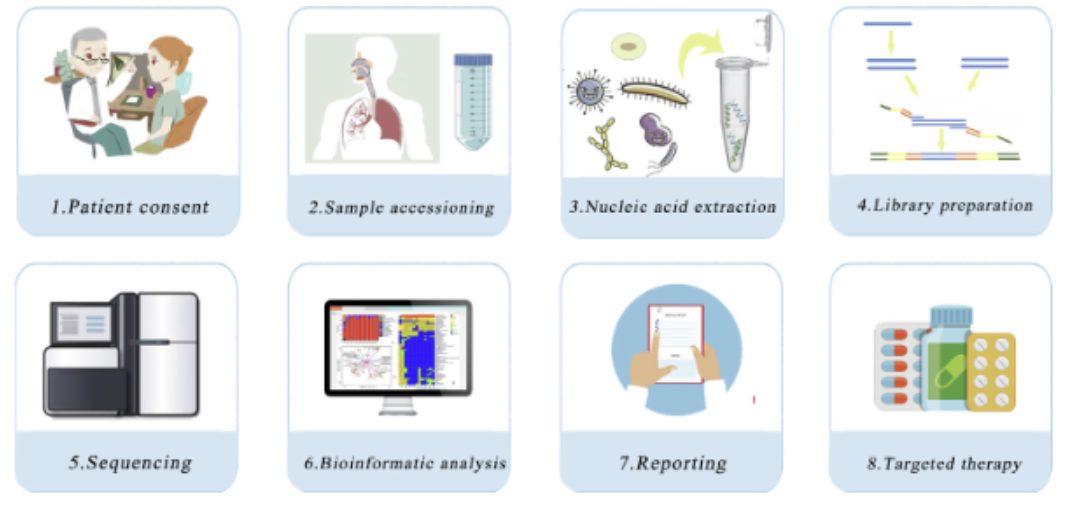 1.Patient consent
2.Sample accessioning
3.Nucleic acid extraction
4.Library preparation
5.Sequencing
6.Bioinformatic analysis
7.Reporting
8.Targeted therapy